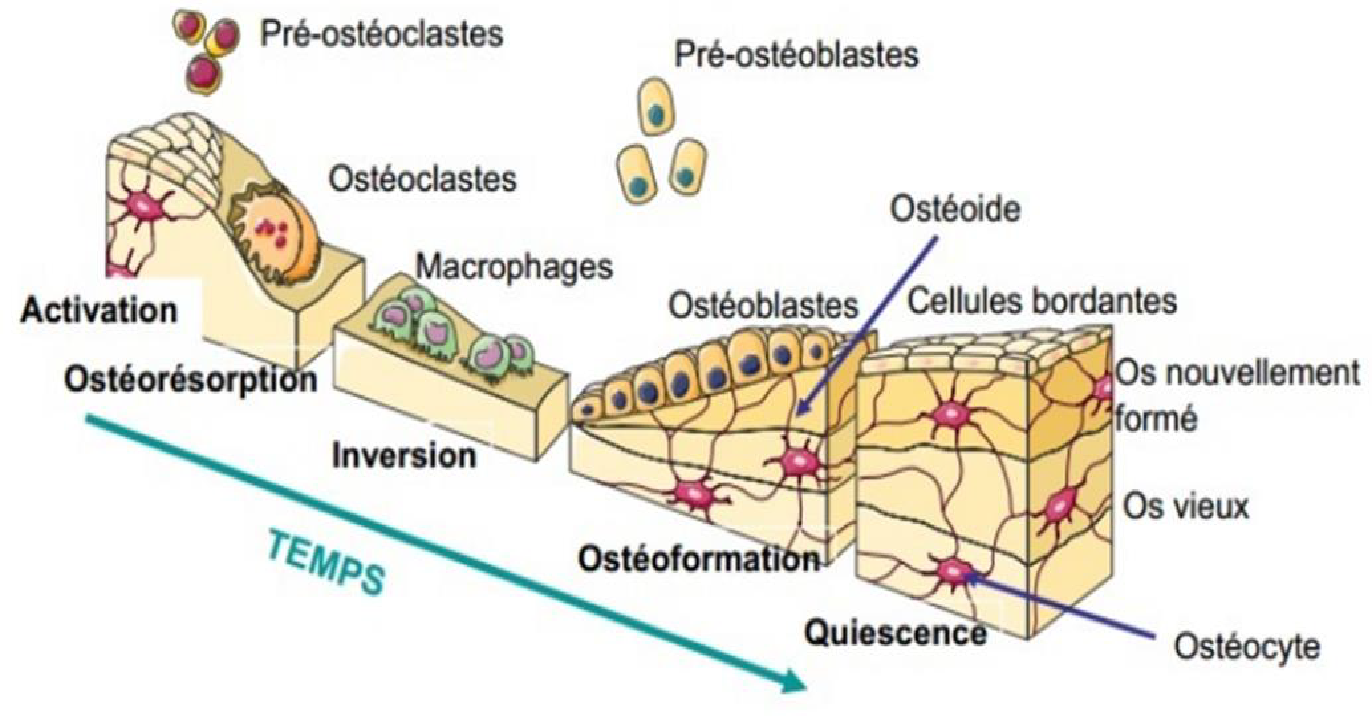 Pré-ostéoclastes
Pré-ostéoblastes
Ostéoclastes
Ostéoide
Macrophages
Ostéoblastes
Cellules bordantes
Activation
Os nouvellement
formé
Ostéorésorption
Inversion
Os vieux
TEMPS
Ostéoformation
Quiescence
Ostéocyte